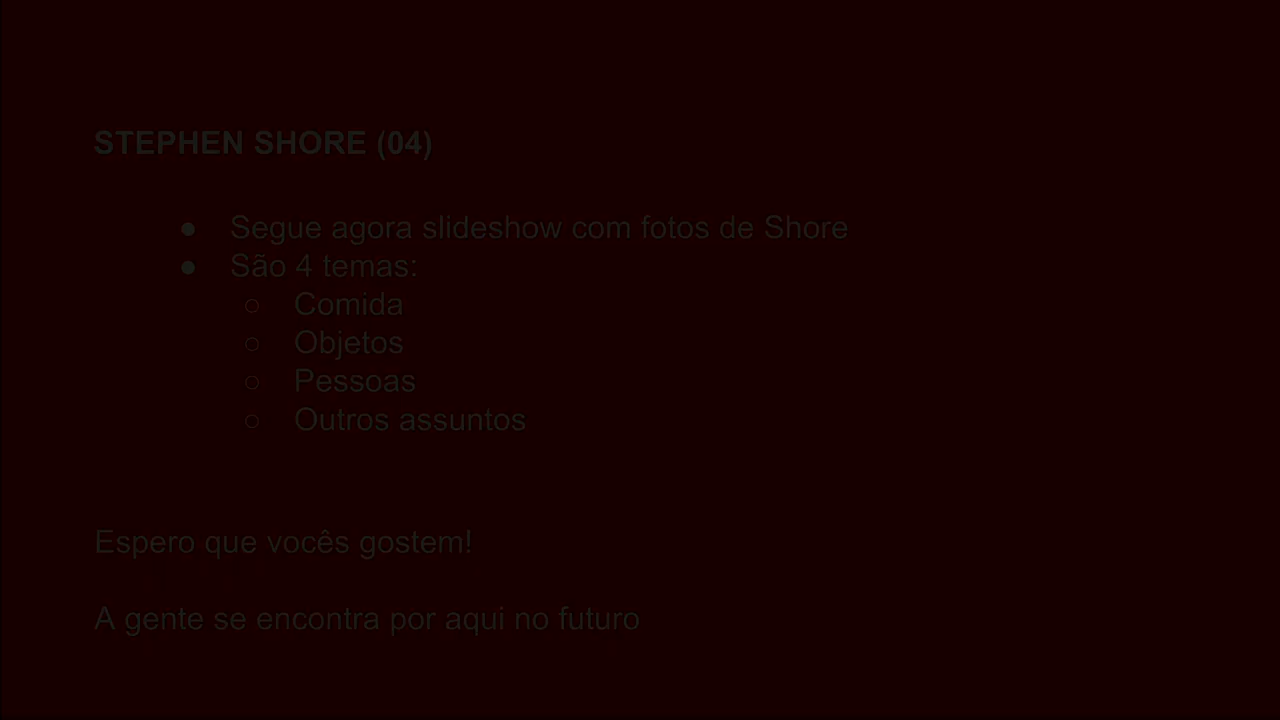 STEPHEN SHORE (04)
● Segue agora slideshow com fotos de Shore
● São 4 temas:
○ Comida
○ Objetos
○ Pessoas
○ Outros assuntos
Espero que vocês gostem!
A gente se encontra por aqui no futuro